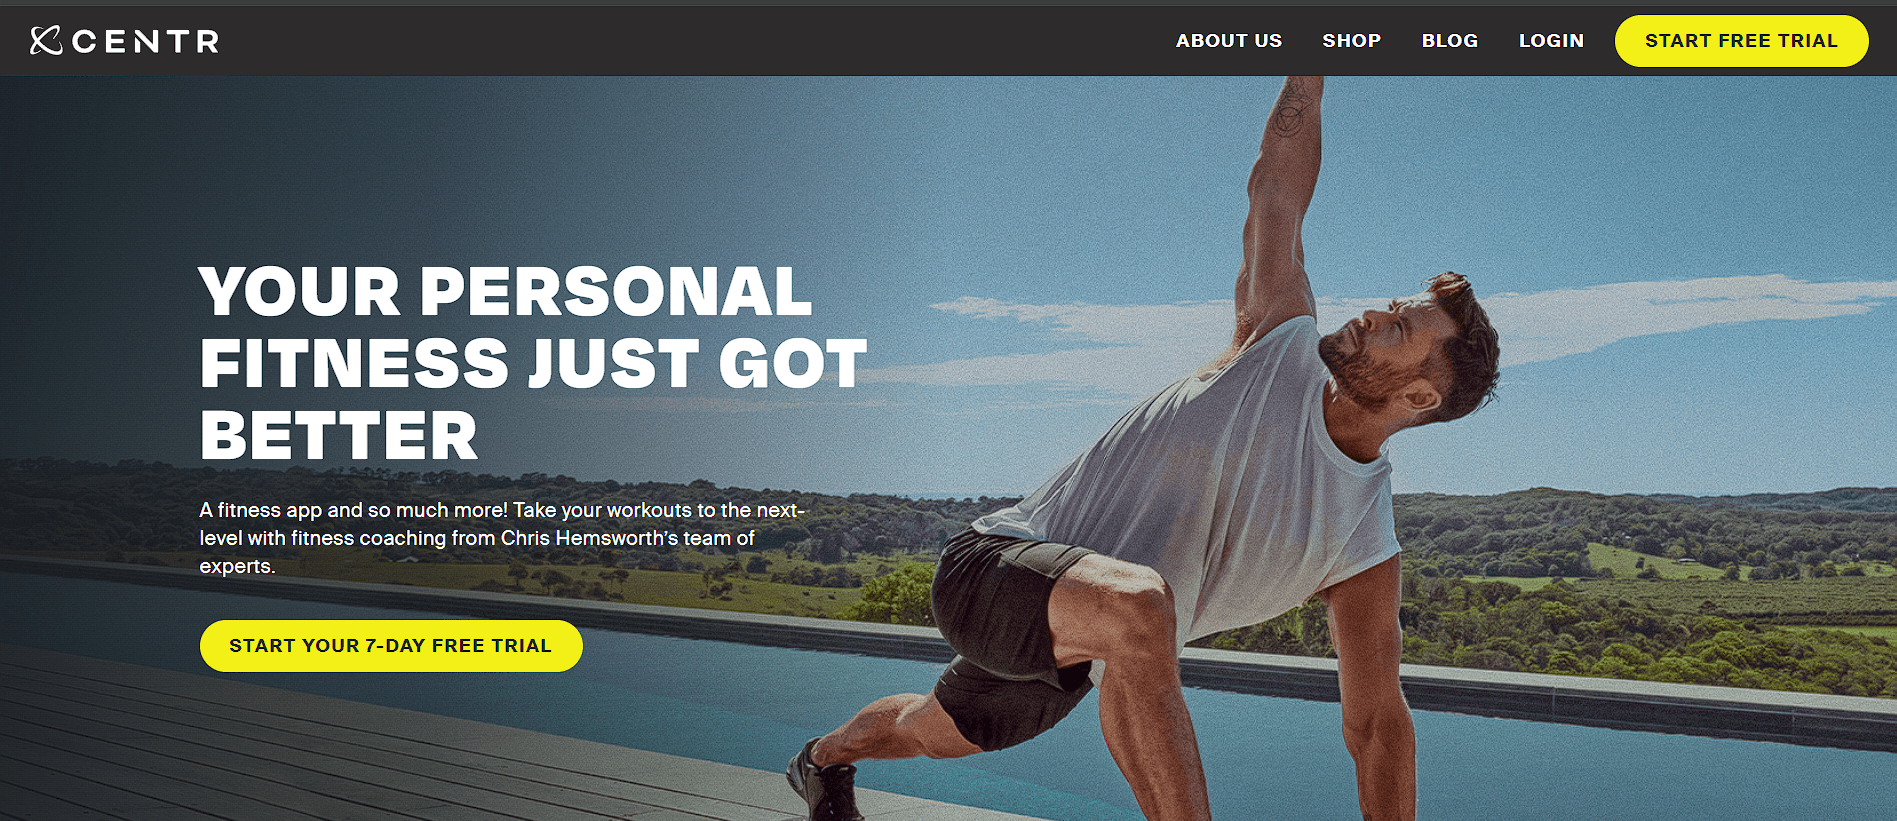 CENTR
ABOUT US
SHOP
BLOG
LOGIN
START FREE TRIAL
YOUR PERSONAL
FITNESS JUST GOT
BETTER
A fitness app and so much more! Take your workouts to the next-
level with fitness coaching from Chris Hemsworth’s team of
experts.
START YOUR 7-DAY FREE TRIAL